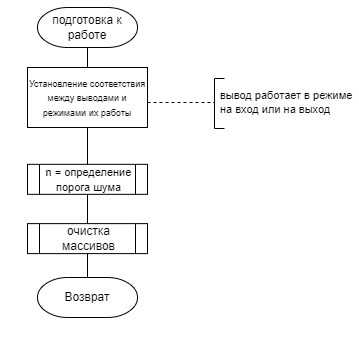 подготовка к
работе
Установление соответствия
между выводами и
режимами их работы
вывод работает в режиме
на вход или на выход
n = определение
порога шума
очистка
массивов
Возврат